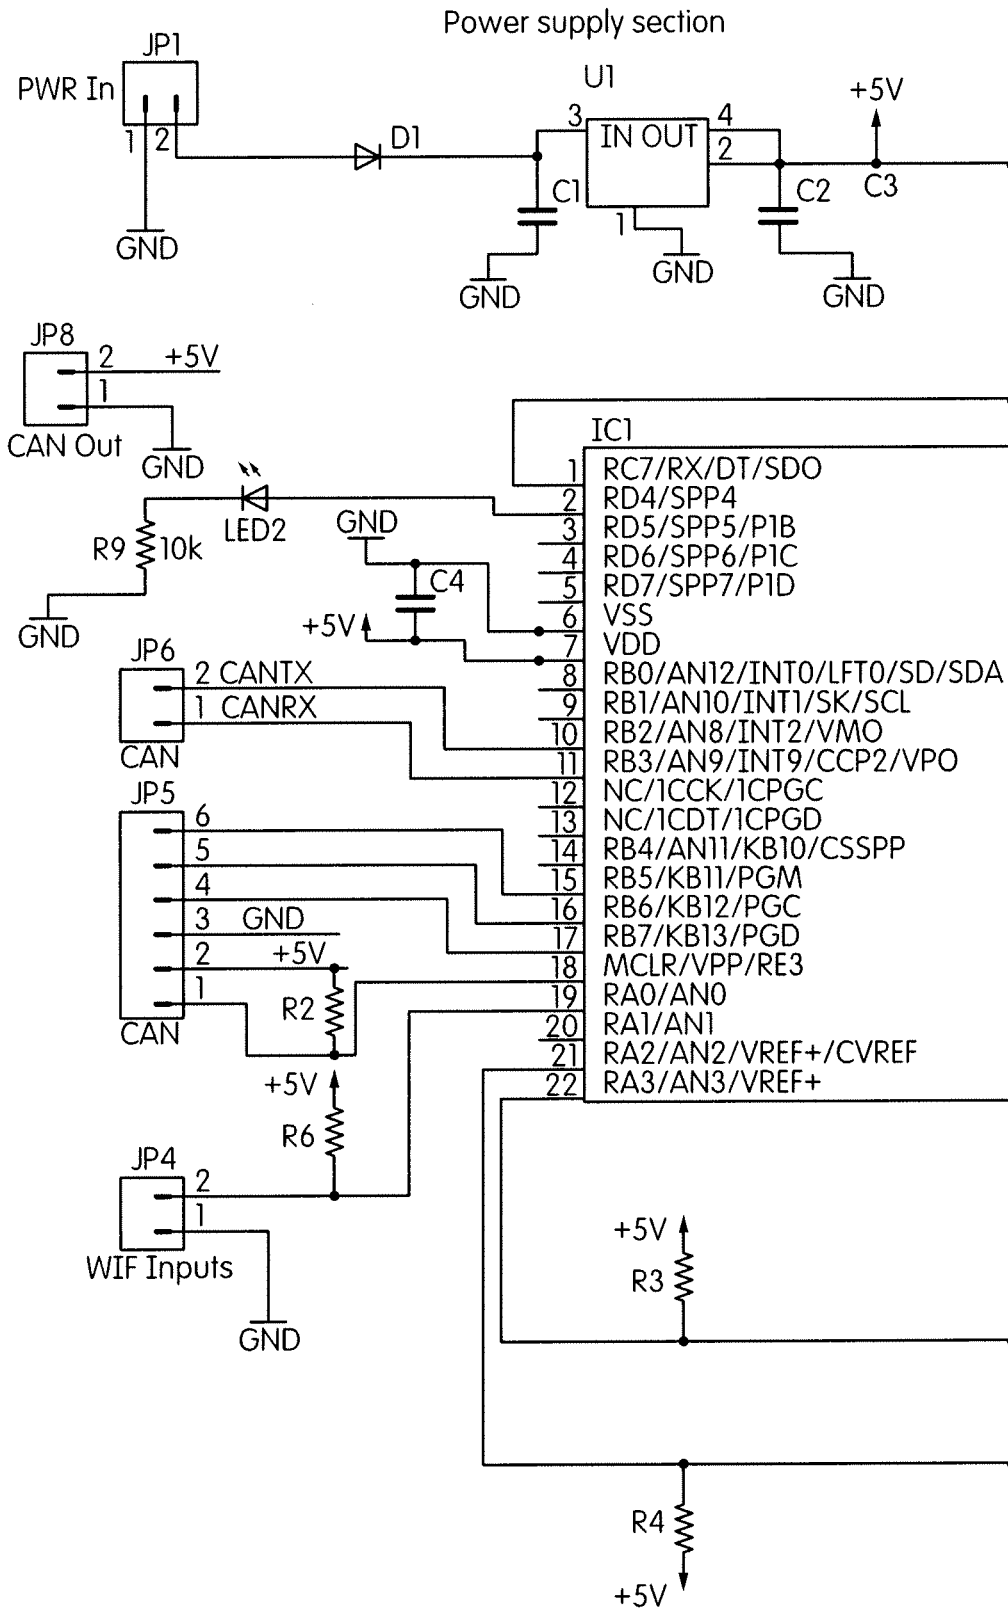 Power supply section
JP1
PWR In
1 2
GND
D1
C1
GND
U1
3 IN OUT 4
2
1
GND
C2
GND
+5V
C3
JP8
2 +5V
1
CAN Out
GND
LED2
R9 10k
GND
GND
C4
+5V
JP6
2 CANTX
1 CANRX
CAN
JP5
6
5
4
3 GND
2 +5V
1
CAN
R2
+5V
R6
JP4
2
1
WIF Inputs
GND
IC1
1 RC7/RX/DT/SDO
2 RD4/SPP4
3 RD5/SPP5/P1B
4 RD6/SPP6/P1C
5 RD7/SPP7/P1D
6 VSS
7 VDD
8 RB0/AN12/INT0/LFT0/SD/SDA
9 RB1/AN10/INT1/SK/SCL
10 RB2/AN8/INT2/VMO
11 RB3/AN9/INT9/CCP2/VPO
12 NC/1CCK/1CPGC
13 NC/1CDT/1CPGD
14 RB4/AN11/KB10/CSSPP
15 RB5/KB11/PGM
16 RB6/KB12/PGC
17 RB7/KB13/PGD
18 MCLR/VPP/RE3
19 RA0/AN0
20 RA1/AN1
21 RA2/AN2/VREF+/CVREF
22 RA3/AN3/VREF+
+5V
R3
R4
+5V